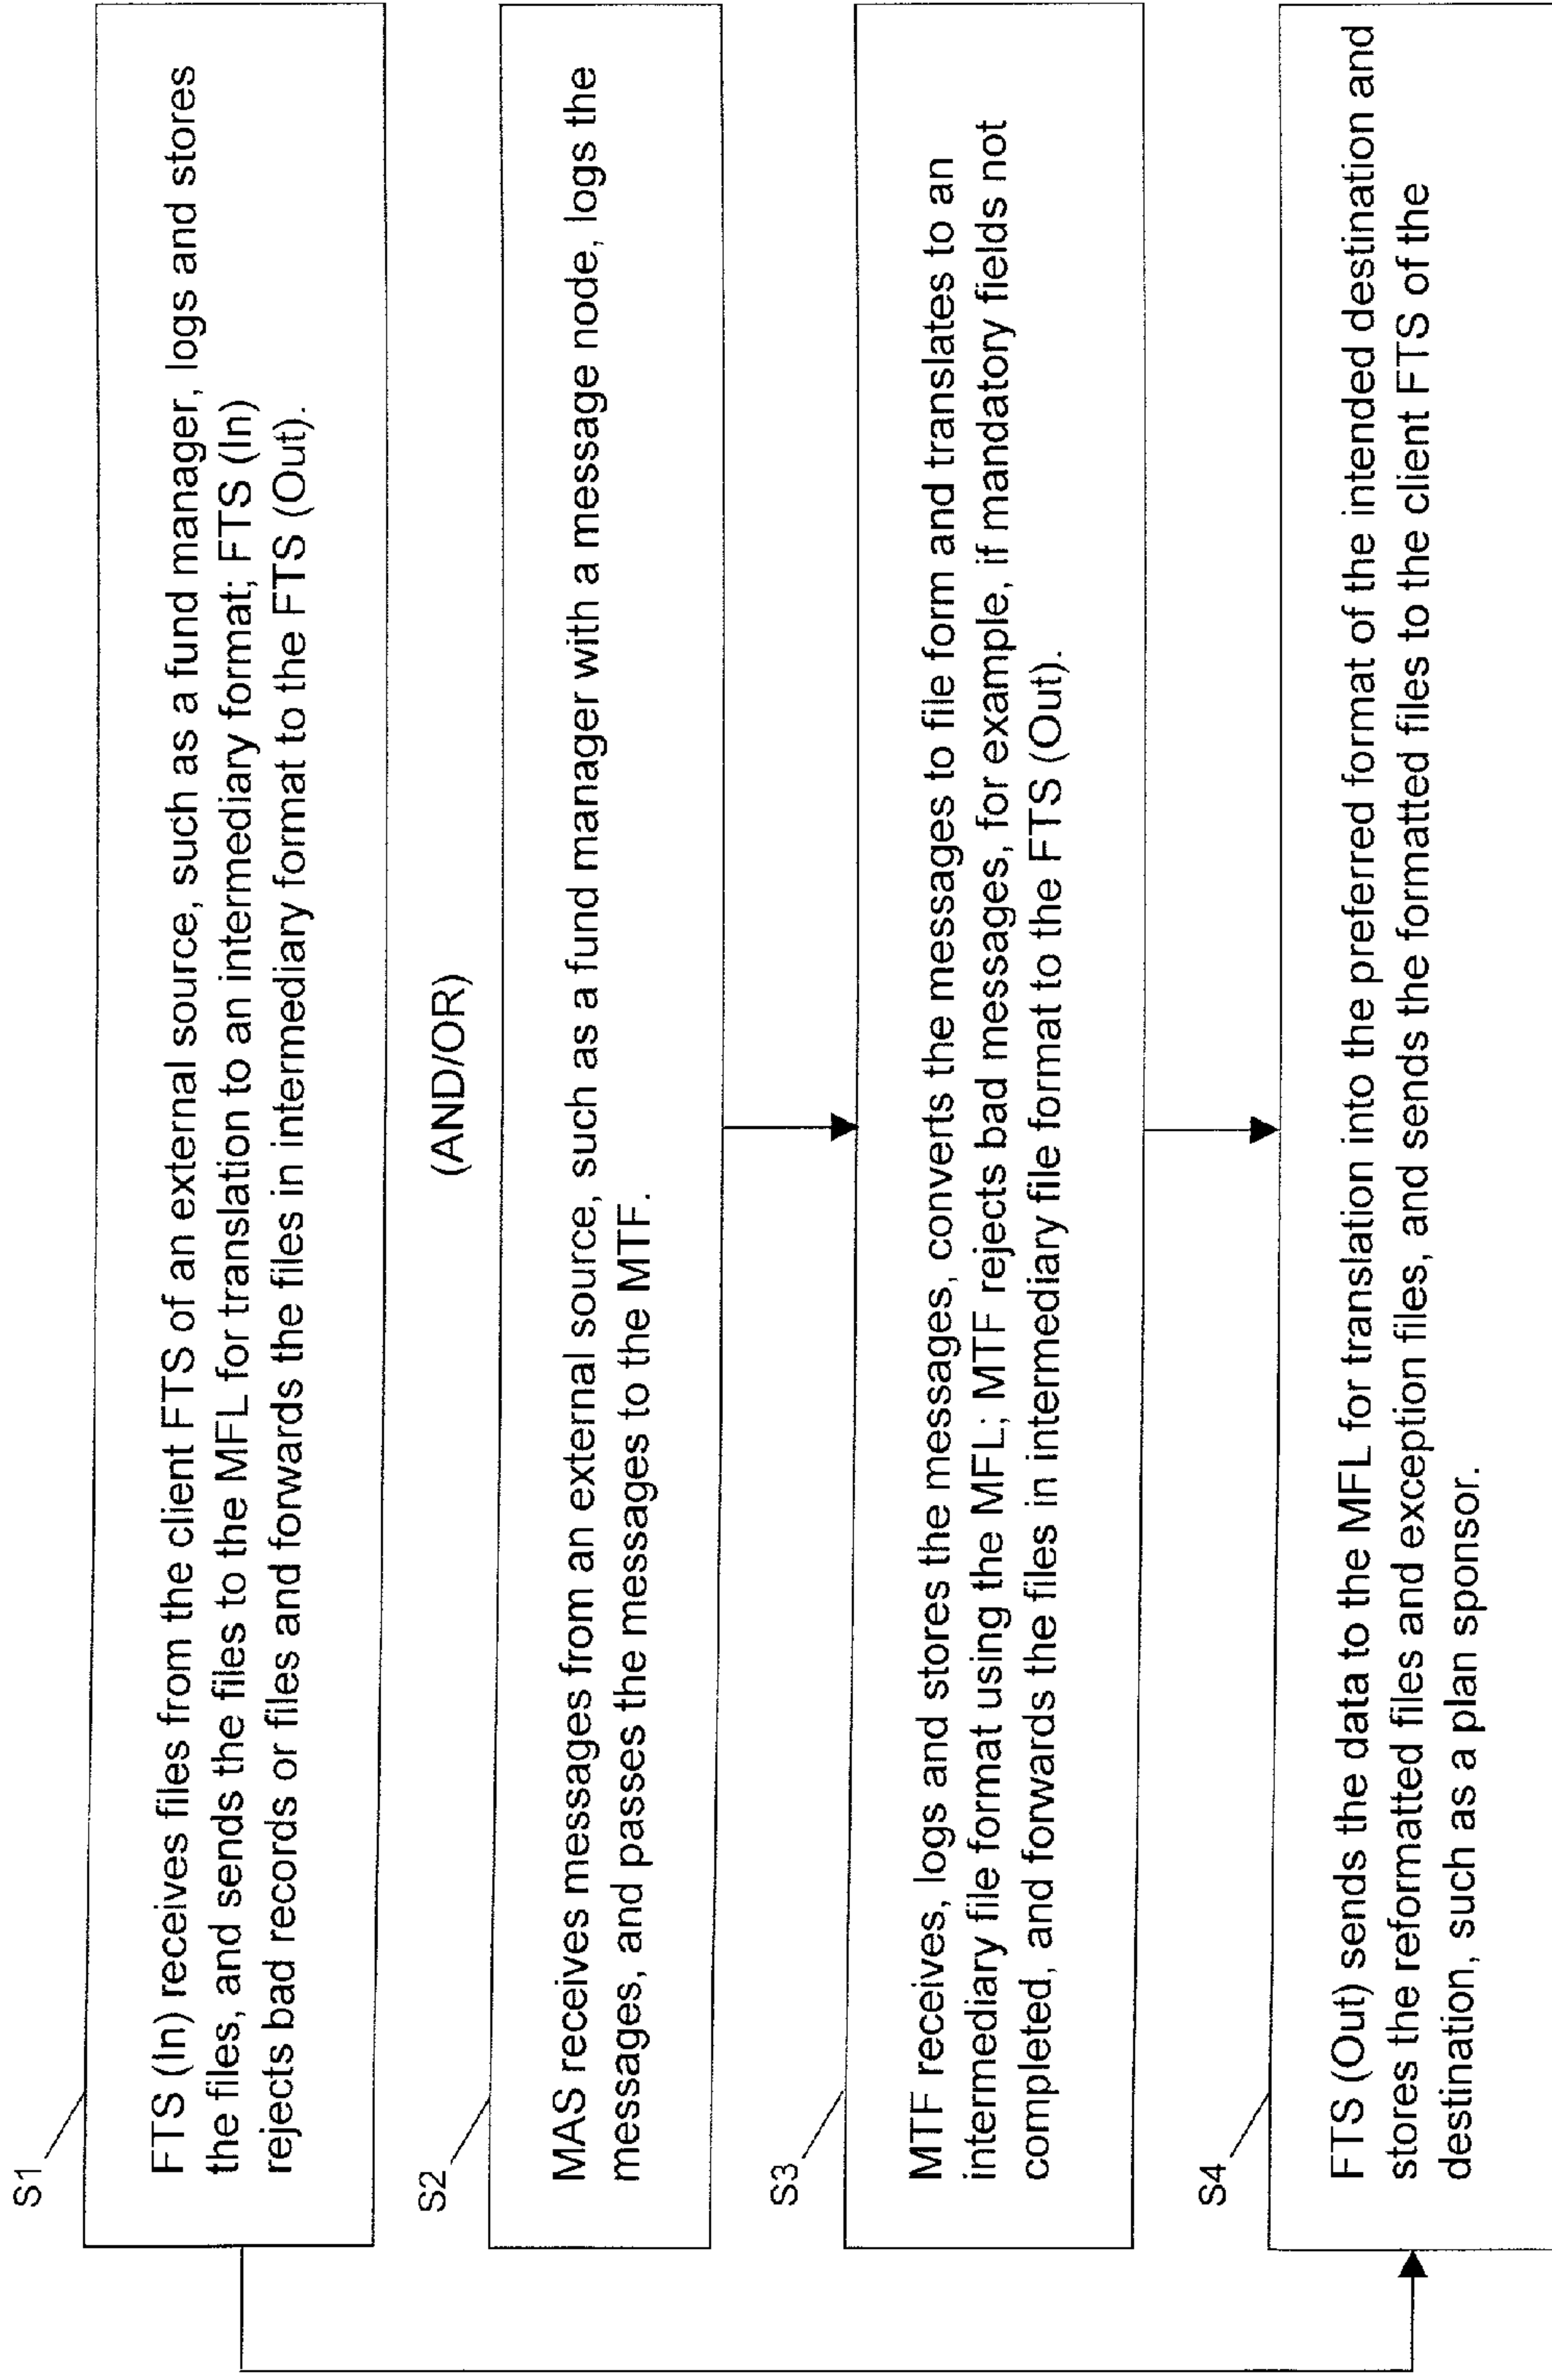 S1
FTS (In) receives files from the client FTS of an external source, such as a fund manager, logs and stores
the files, and sends the files to the MFL for translation to an intermediary format; FTS (In)
rejects bad records or files and forwards the files in intermediary format to the FTS (Out).
(AND/OR)
S2
MAS receives messages from an external source, such as a fund manager with a message node, logs the
messages, and passes the messages to the MTF.
S3
MTF receives, logs and stores the messages, converts the messages to file form and translates to an
intermediary file format using the MFL; MTF rejects bad messages, for example, if mandatory fields not
completed, and forwards the files in intermediary file format to the FTS (Out).
S4
FTS (Out) sends the data to the MFL for translation into the preferred format of the intended destination and
stores the reformatted files and exception files, and sends the formatted files to the client FTS of the
destination, such as a plan sponsor.